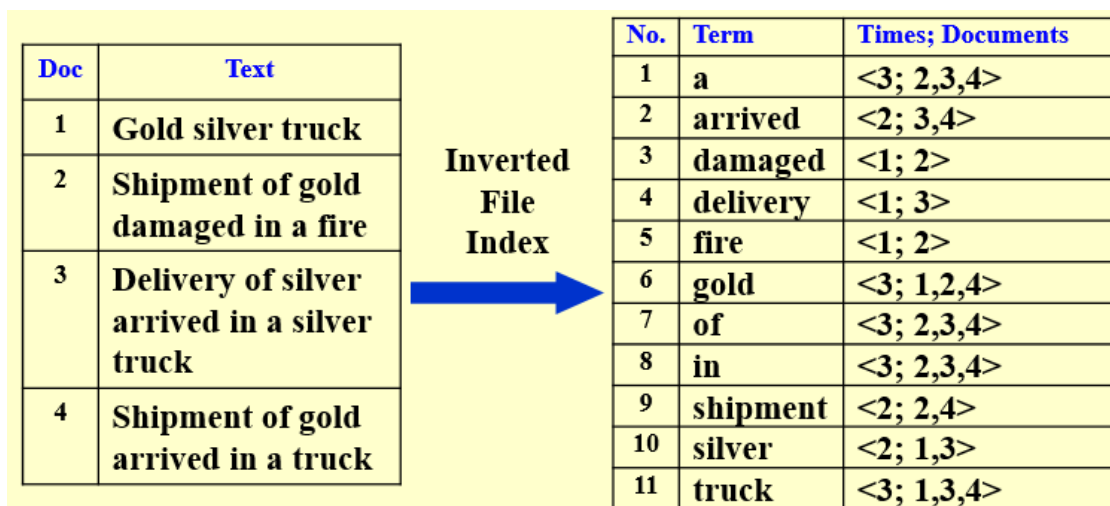 Doc Text
1 Gold silver truck
2 Shipment of gold
damaged in a fire
3 Delivery of silver
arrived in a silver
truck
4 Shipment of gold
arrived in a truck
Inverted
File
Index
No. Term Times; Documents
1 a <3; 2,3,4>
2 arrived <2; 3,4>
3 damaged <1; 2>
4 delivery <1; 3>
5 fire <1; 2>
6 gold <3; 1,2,4>
7 of <3; 2,3,4>
8 in <3; 2,3,4>
9 shipment <2; 2,4>
10 silver <2; 1,3>
11 truck <3; 1,3,4>